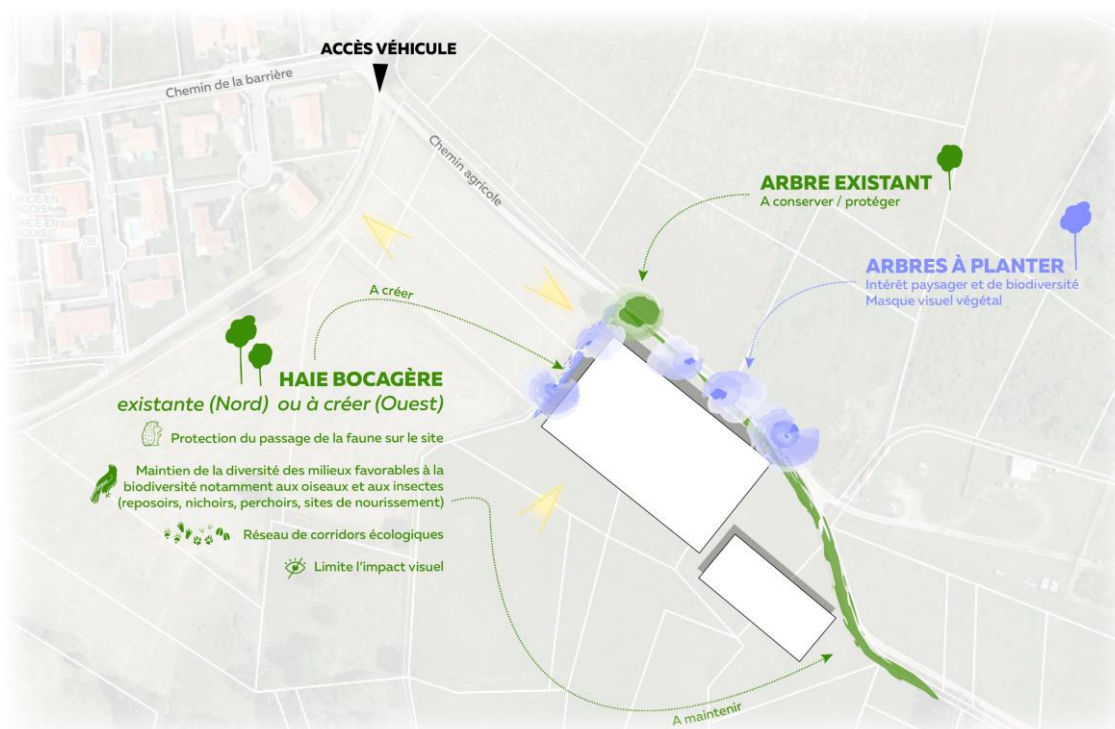 ACCÈS VÉHICULE
Chemin de la barrière
Chemin agricole
ARBRE EXISTANT
A conserver / protéger
ARBRES À PLANTER
Intérêt paysager et de biodiversité
Masque visuel végétal
A créer
HAIE BOCAGÈRE
existante (Nord) ou à créer (Ouest)
Protection du passage de la faune sur le site
Maintien de la diversité des milieux favorables à la
biodiversité notamment aux oiseaux et aux insectes
(reposoirs, nichoirs, perchoirs, sites de nourissement)
Réseau de corridors écologiques
Limite l'impact visuel
A maintenir